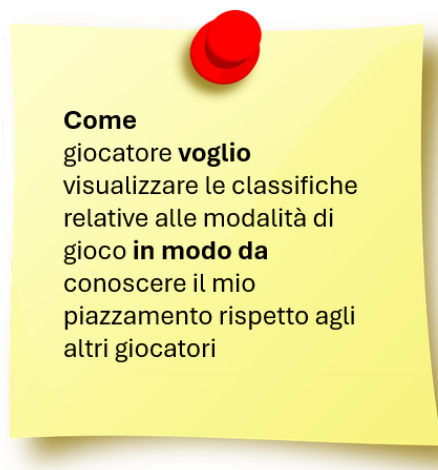 Come
giocatore voglio
visualizzare le classifiche
relative alle modalità di
gioco in modo da
conoscere il mio
piazzamento rispetto agli
altri giocatori